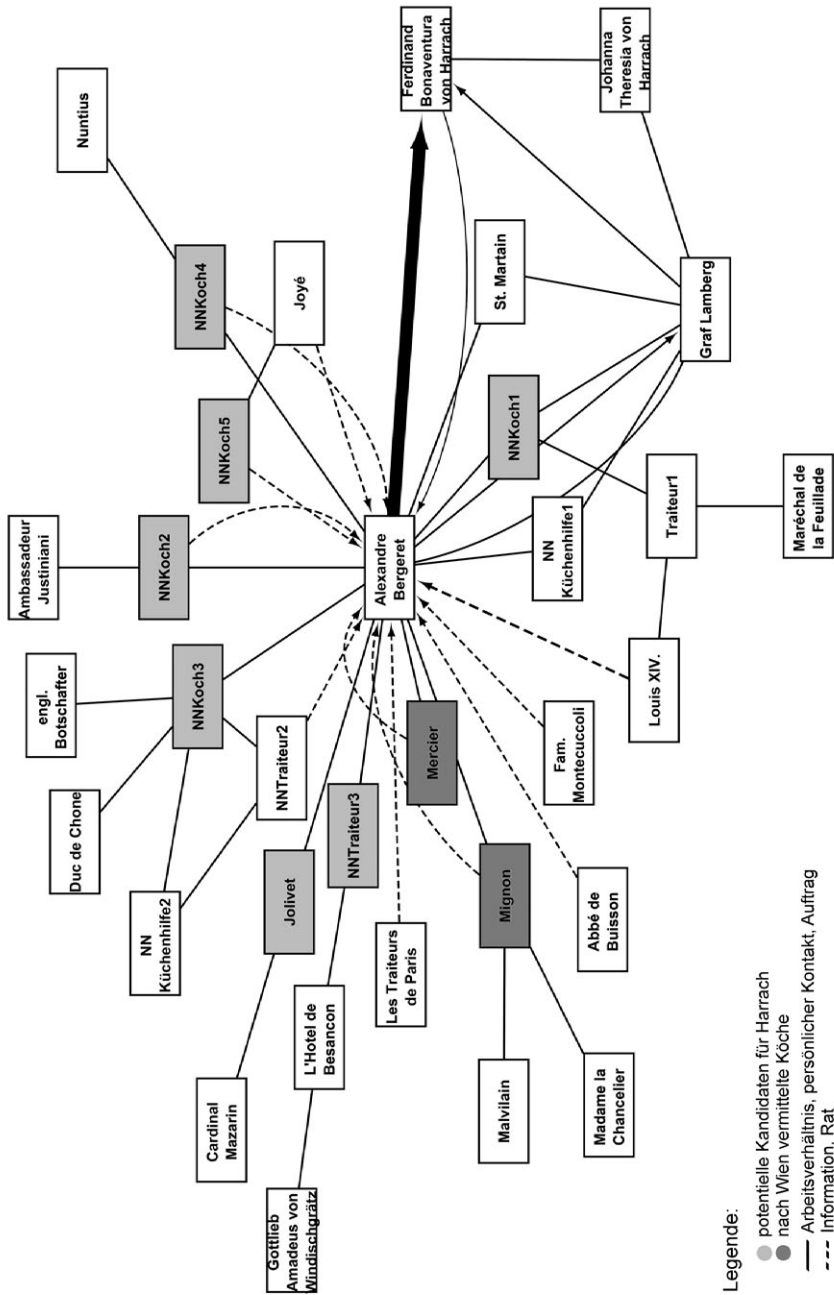 Nuntius
Ambassadeur
Justiniani
engl.
Botschafter
Duc de Chone
NN
Küchenhilfe2
Cardinal
Mazarin
Gottlieb
Amadeus von
Windischgrätz
NNKoch4
NNKoch5
NNKoch2
NNKoch3
Joyé
NNTraiteur2
Jolivet
NNTraiteur3
L'Hotel de
Besancon
Les Traiteurs
de Paris
Ferdinand
Bonaventura
von Harrach
Alexandre
Bergeret
Mercier
Mignon
Malvilain
Madame la
Chancelier
St. Martain
NNKoch1
NN
Küchenhilfe1
Fam.
Montecuccoli
Abbé de
Buisson
Johanna
Theresia von
Harrach
Graf Lamberg
Traiteur1
Louis XIV.
Maréchal de
la Feuillade
Legende:
potentielle Kandidaten für Harrach
nach Wien vermittelte Köche
Arbeitsverhältnis, persönlicher Kontakt, Auftrag
Information, Rat